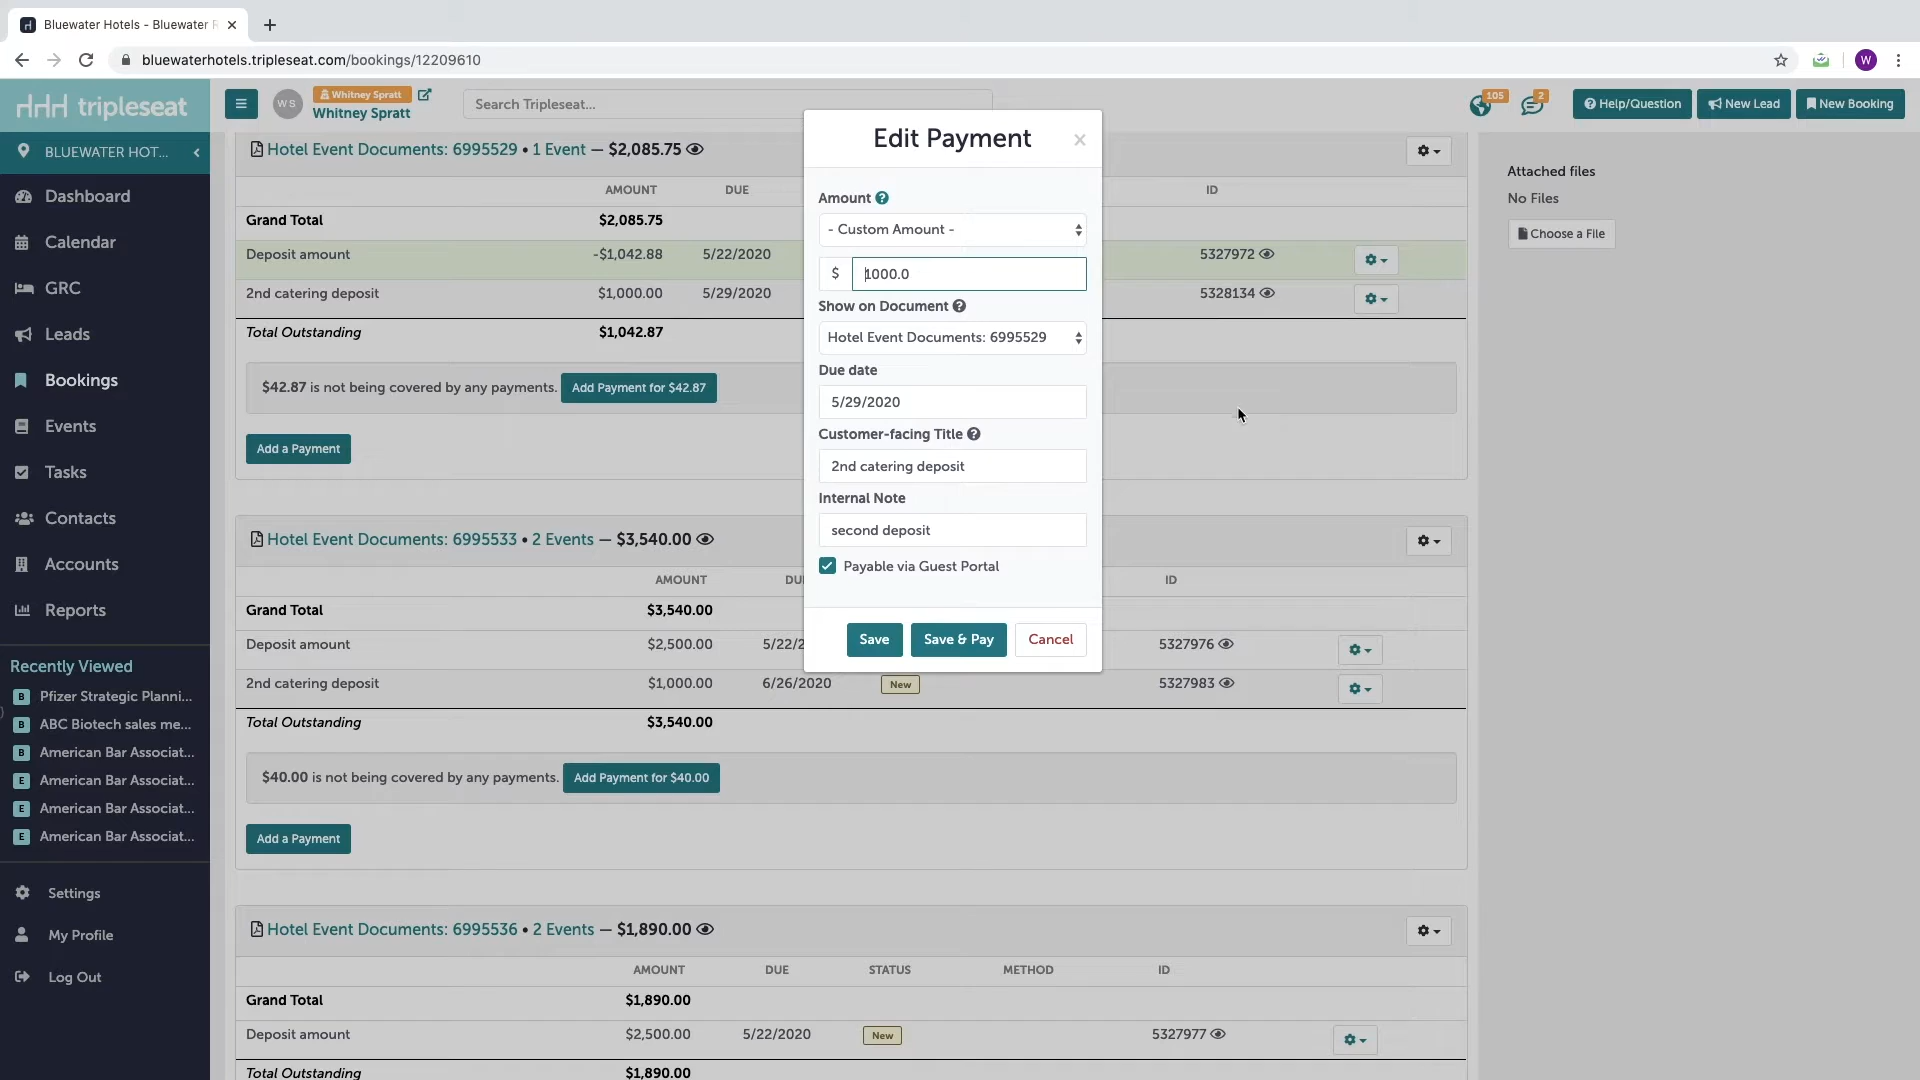 Bluewater Hotels - Bluewater R
bluewaterhotels.tripleseat.com/bookings/12209610
W
tripleseat
WS
Whitney Spratt
Whitney Spratt
Search Tripleseat...
105
2
Help/Question
New Lead
New Booking
BLUEWATER HOT...
Dashboard
Calendar
GRC
Leads
Bookings
Events
Tasks
Contacts
Accounts
Reports
Recently Viewed
B Pfizer Strategic Planni...
B ABC Biotech sales me...
B American Bar Associat...
E American Bar Associat...
E American Bar Associat...
E American Bar Associat...
Settings
My Profile
Log Out
Hotel Event Documents: 6995529 • 1 Event — $2,085.75
AMOUNT DUE ID
Grand Total $2,085.75
Deposit amount -$1,042.88 5/22/2020 5327972
2nd catering deposit $1,000.00 5/29/2020 5328134
Total Outstanding $1,042.87
$42.87 is not being covered by any payments. Add Payment for $42.87
Add a Payment
Hotel Event Documents: 6995533 • 2 Events — $3,540.00
AMOUNT DU ID
Grand Total $3,540.00
Deposit amount $2,500.00 5/22/2 5327976
2nd catering deposit $1,000.00 6/26/2020 New 5327983
Total Outstanding $3,540.00
$40.00 is not being covered by any payments. Add Payment for $40.00
Add a Payment
Hotel Event Documents: 6995536 • 2 Events — $1,890.00
AMOUNT DUE STATUS METHOD ID
Grand Total $1,890.00
Deposit amount $2,500.00 5/22/2020 New 5327977
Total Outstanding $1,890.00
Edit Payment ×
Amount
- Custom Amount -
$ 1000.0
Show on Document
Hotel Event Documents: 6995529
Due date
5/29/2020
Customer-facing Title
2nd catering deposit
Internal Note
second deposit
Payable via Guest Portal
Save
Save & Pay
Cancel
Attached files
No Files
Choose a File